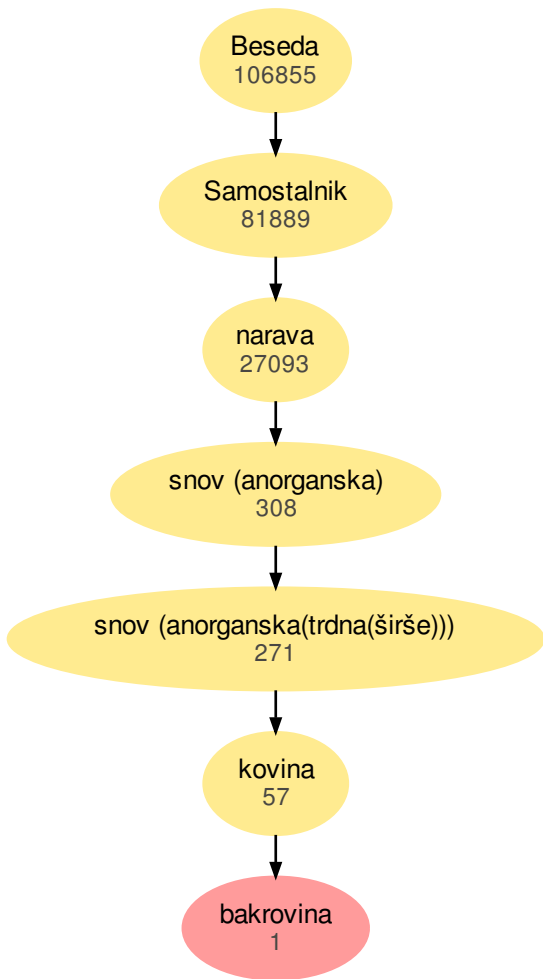 Beseda
106855
Samostalnik
81889
narava
27093
snov (anorganska)
308
snov (anorganska(trdna(širše)))
271
kovina
57
bakrovina
1